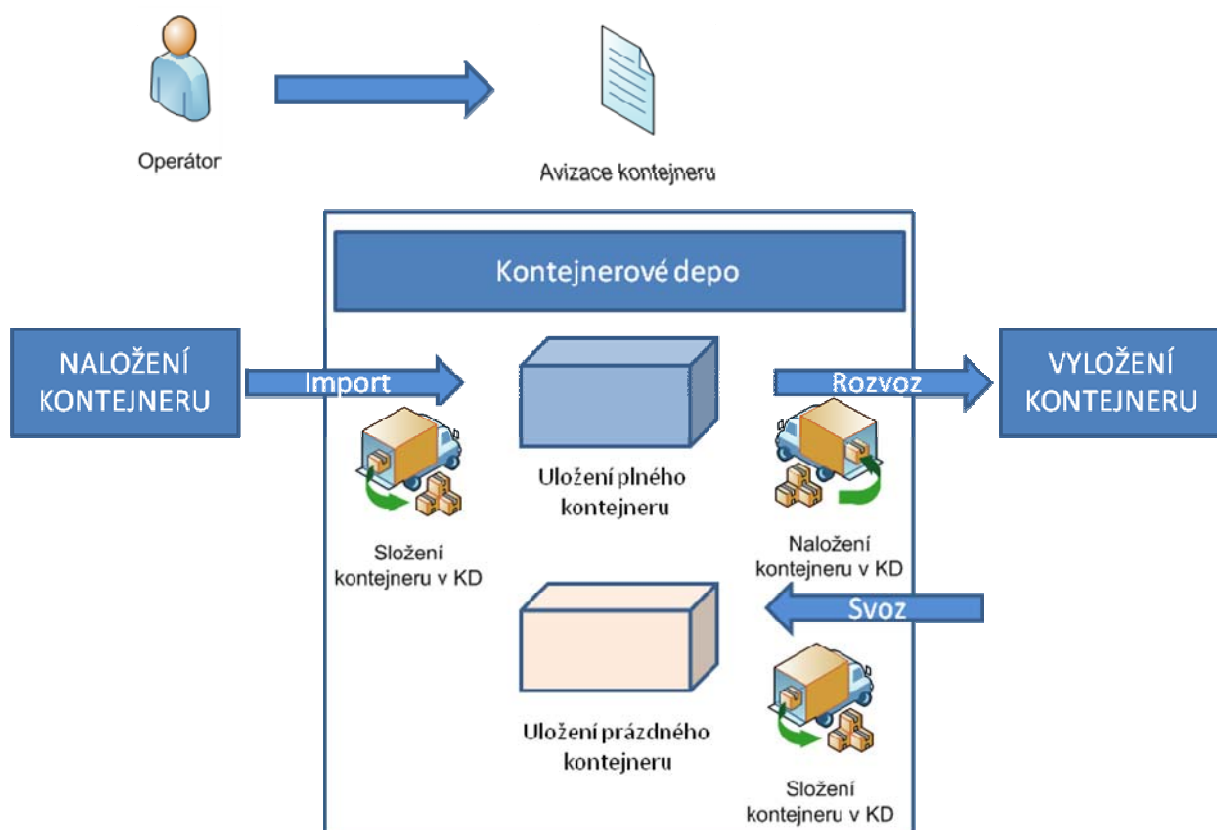 Operátor
Avizace kontejneru
Kontejnerové depo
NALOŽENÍ
KONTEJNERU
Import
Rozvoz
VYLOŽENÍ
KONTEJNERU
Uložení plného
kontejneru
Složení
kontejneru v KD
Naložení
kontejneru v KD
Svoz
Uložení prázdného
kontejneru
Složení
kontejneru v KD